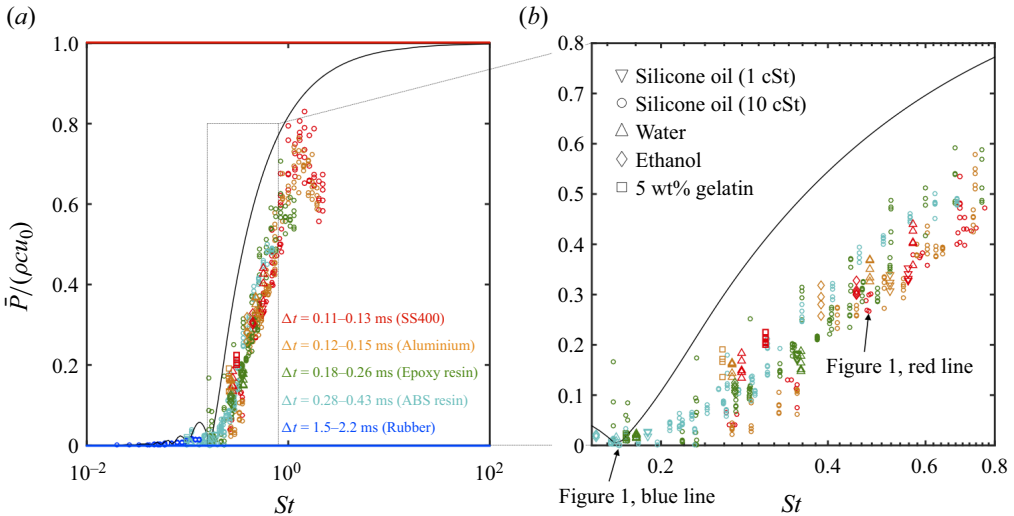 (a)
1.0
0.8
0.6
0.4
0.2
0
P̄/(ρcu₀)
Δt = 0.11–0.13 ms (SS400)
Δt = 0.12–0.15 ms (Aluminium)
Δt = 0.18–0.26 ms (Epoxy resin)
Δt = 0.28–0.43 ms (ABS resin)
Δt = 1.5–2.2 ms (Rubber)
10⁻²
10⁰
10²
St
(b)
0.8
0.7
0.6
0.5
0.4
0.3
0.2
0.1
0
Silicone oil (1 cSt)
Silicone oil (10 cSt)
Water
Ethanol
5 wt% gelatin
Figure 1, red line
0.2
0.4
0.6
0.8
Figure 1, blue line
St